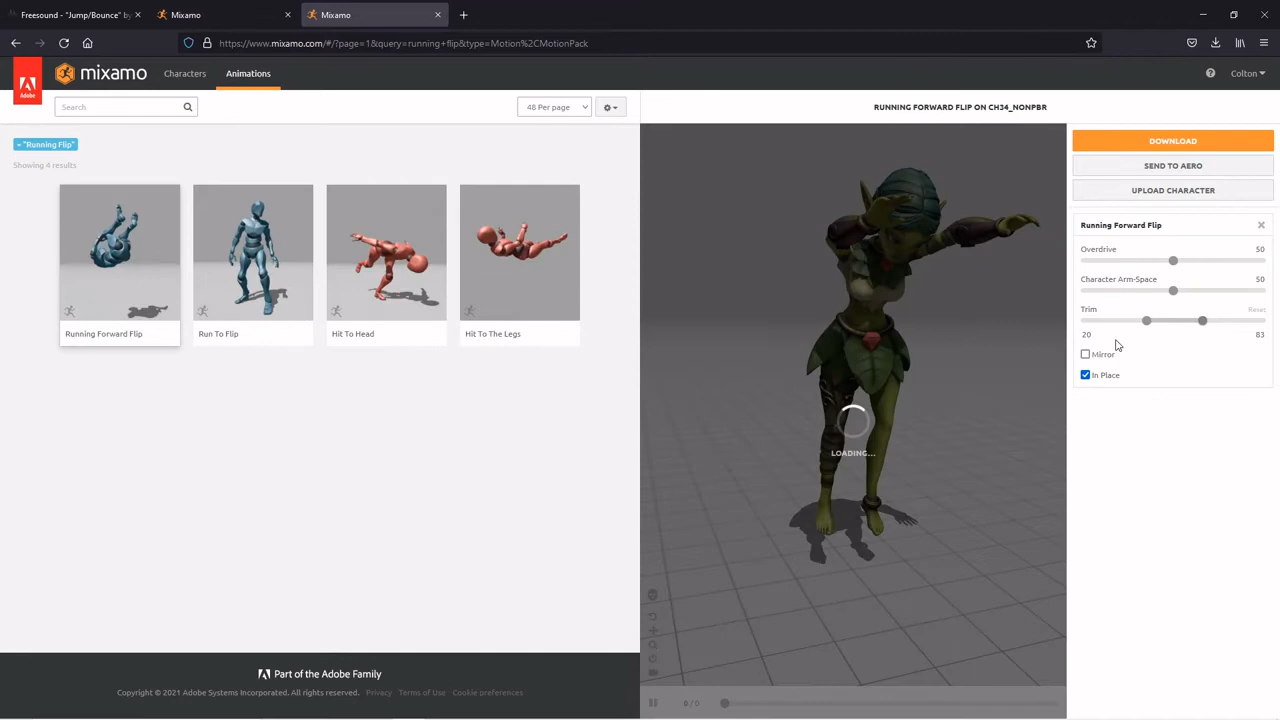 Freesound - "Jump/Bounce" by
Mixamo
Mixamo
https://www.mixamo.com/#/?page=1&query=running+flip&type=Motion%2CMotionPack
Adobe
mixamo
Characters
Animations
Colton
Search
48 Per page
RUNNING FORWARD FLIP ON CH34_NONPBR
"Running Flip"
Showing 4 results
Running Forward Flip
Run To Flip
Hit To Head
Hit To The Legs
LOADING...
0 / 0
DOWNLOAD
SEND TO AERO
UPLOAD CHARACTER
Running Forward Flip
Overdrive 50
Character Arm-Space 50
Trim Reset
20 83
Mirror
In Place
Part of the Adobe Family
Copyright © 2021 Adobe Systems Incorporated. All rights reserved. Privacy Terms of Use Cookie preferences